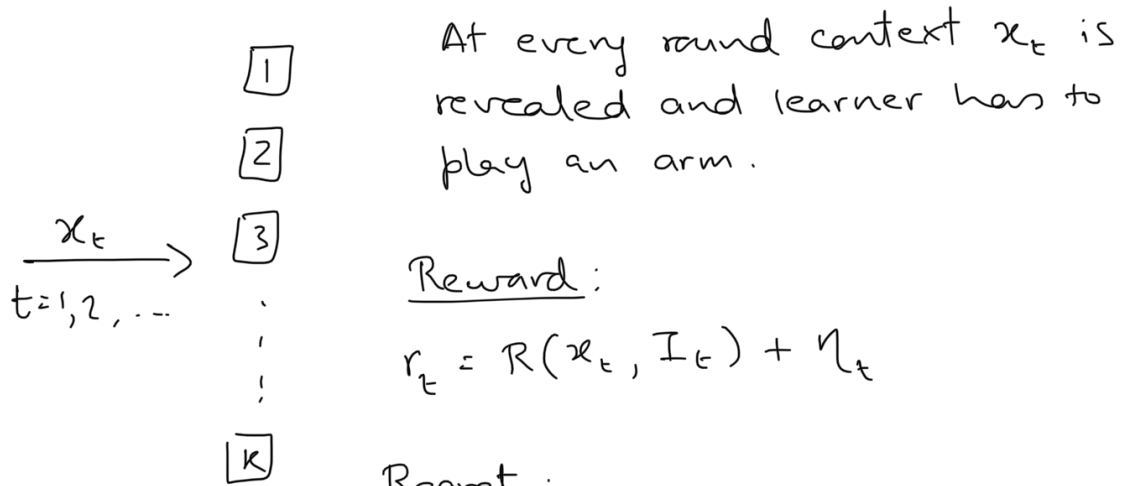 1
2
3
K
x_t
t=1,2,...
At every round context x_t is
revealed and learner has to
play an arm.
Reward:
r_t = R(x_t, I_t) + η_t